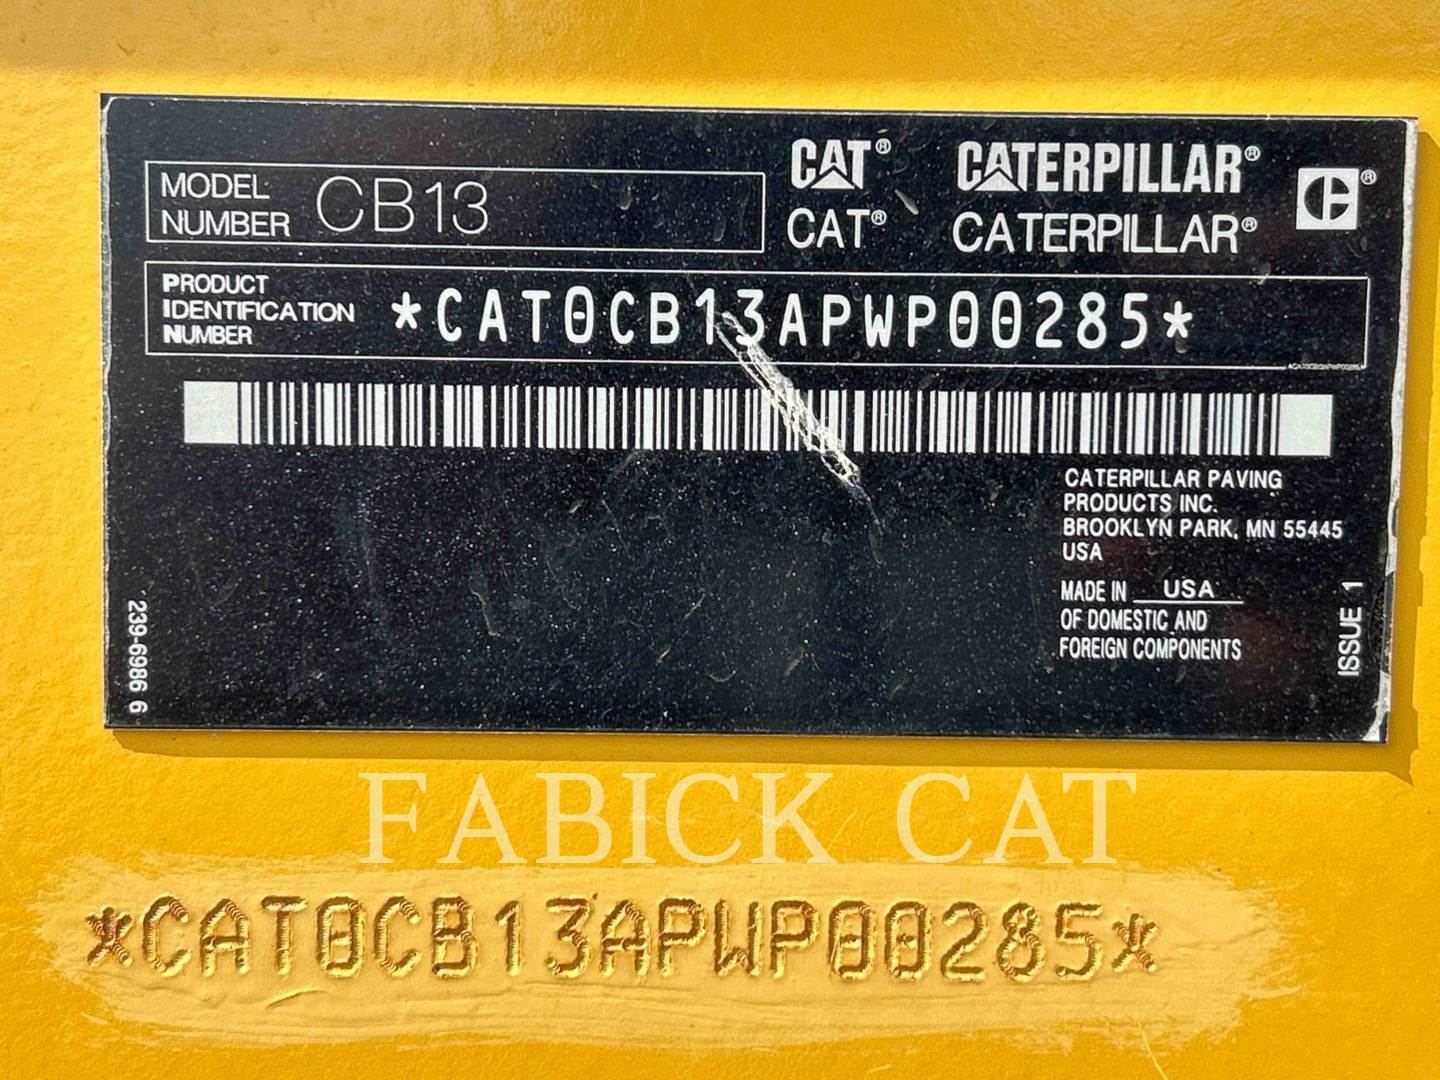 MODEL NUMBER CB13
CAT® CATERPILLAR®
CAT® CATERPILLAR®
PRODUCT IDENTIFICATION NUMBER *CAT0CB13APWP00285*
CATERPILLAR PAVING
PRODUCTS INC.
BROOKLYN PARK, MN 55445
USA
MADE IN USA
OF DOMESTIC AND
FOREIGN COMPONENTS
239-6986 6
ISSUE 1
FABICK CAT
*CAT0CB13APWP00285*